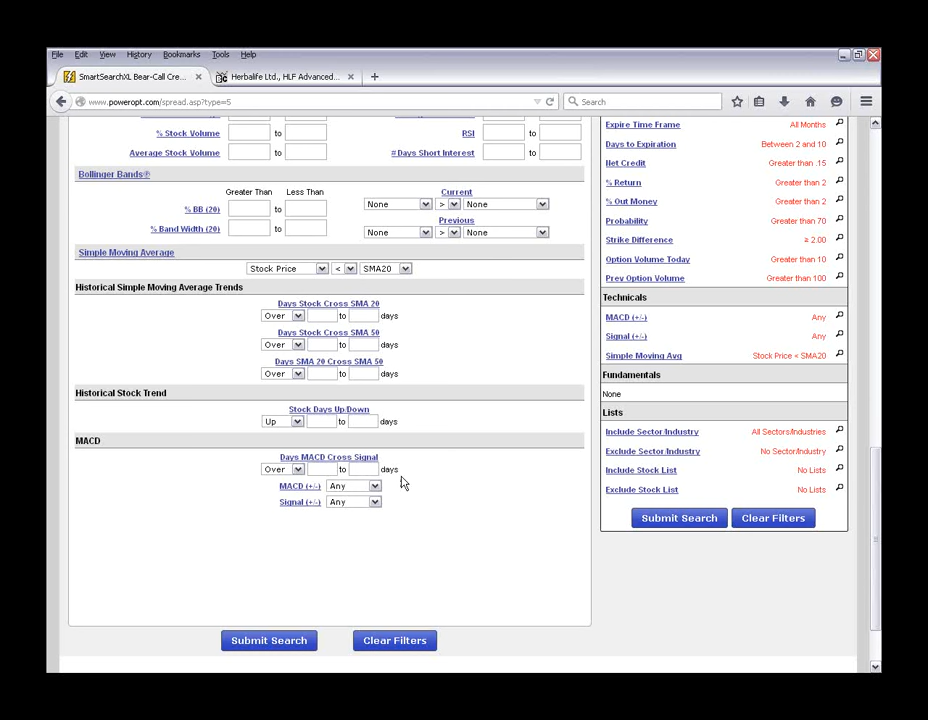 File Edit View History Bookmarks Tools Help
SmartSearchXL Bear-Call Cre... × Herbalife Ltd., HLF Advanced... × +
www.poweropt.com/spread.asp?type=5 Search
% Stock Volume to RSI to
Average Stock Volume to # Days Short Interest to
Bollinger Bands®
Greater Than Less Than Current
% BB (20) to None > None
Previous
% Band Width (20) to None > None
Simple Moving Average
Stock Price < SMA20
Historical Simple Moving Average Trends
Days Stock Cross SMA 20
Over to days
Days Stock Cross SMA 50
Over to days
Days SMA 20 Cross SMA 50
Over to days
Historical Stock Trend
Stock Days Up/Down
Up to days
MACD
Days MACD Cross Signal
Over to days
MACD (+/-) Any
Signal (+/-) Any
Submit Search Clear Filters
Expire Time Frame All Months
Days to Expiration Between 2 and 10
Net Credit Greater than .15
% Return Greater than 2
% Out Money Greater than 2
Probability Greater than 70
Strike Difference ≥ 2.00
Option Volume Today Greater than 10
Prev Option Volume Greater than 100
Technicals
MACD (+/-) Any
Signal (+/-) Any
Simple Moving Avg Stock Price < SMA20
Fundamentals
None
Lists
Include Sector/Industry All Sectors/Industries
Exclude Sector/Industry No Sector/Industry
Include Stock List No Lists
Exclude Stock List No Lists
Submit Search Clear Filters